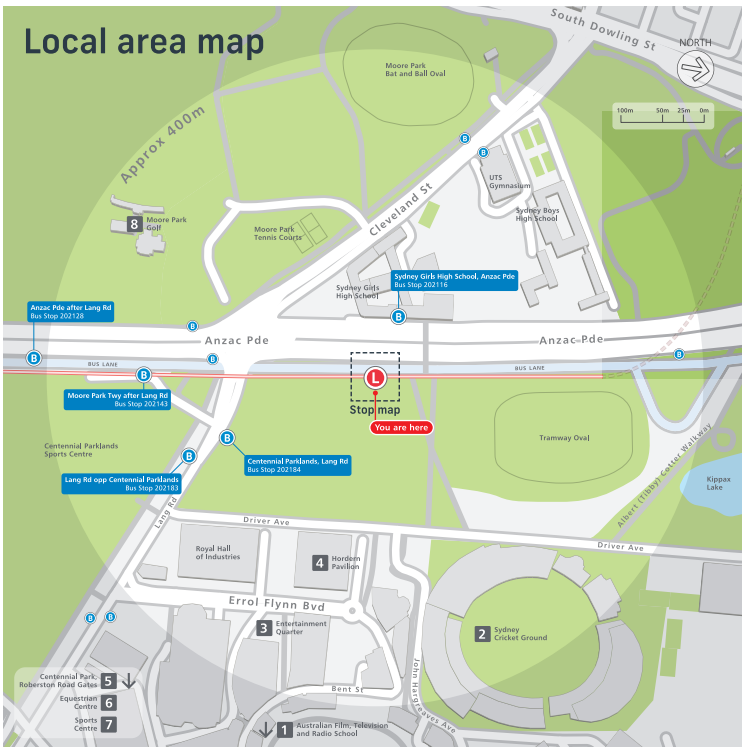 Local area map
South Dowling St
NORTH
Moore Park
Bat and Ball Oval
100m 50m 25m 0m
Approx 400m
B
B
UTS
Gymnasium
Cleveland St
Sydney Boys
High School
8 Moore Park
Golf
Moore Park
Tennis Courts
Sydney Girls
High School
Sydney Girls High School, Anzac Pde
Bus Stop 202116
B
Anzac Pde after Lang Rd
Bus Stop 202128
B
B
Anzac Pde
Anzac Pde
B
B
BUS LANE
BUS LANE
B
L
Stop map
You are here
Moore Park Twy after Lang Rd
Bus Stop 202143
Centennial Parklands
Sports Centre
B
B
Centennial Parklands, Lang Rd
Bus Stop 202184
Lang Rd opp Centennial Parklands
Bus Stop 202183
Tramway Oval
Albert (Tibby) Cotter Walkway
Kippax
Lake
Lang Rd
Driver Ave
Driver Ave
Royal Hall
of Industries
4 Hordern
Pavilion
Errol Flynn Bvd
B
B
3 Entertainment
Quarter
2 Sydney
Cricket Ground
Centennial Park,
Roberston Road Gates 5
Equestrian
Centre 6
Sports
Centre 7
Bent St
John Hargreaves Ave
1 Australian Film, Television
and Radio School